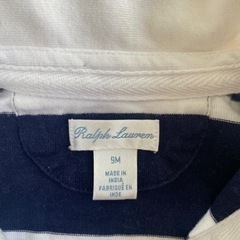 Ralph Lauren
9M
MADE IN
INDIA
FABRIQUÉ EN
INDE